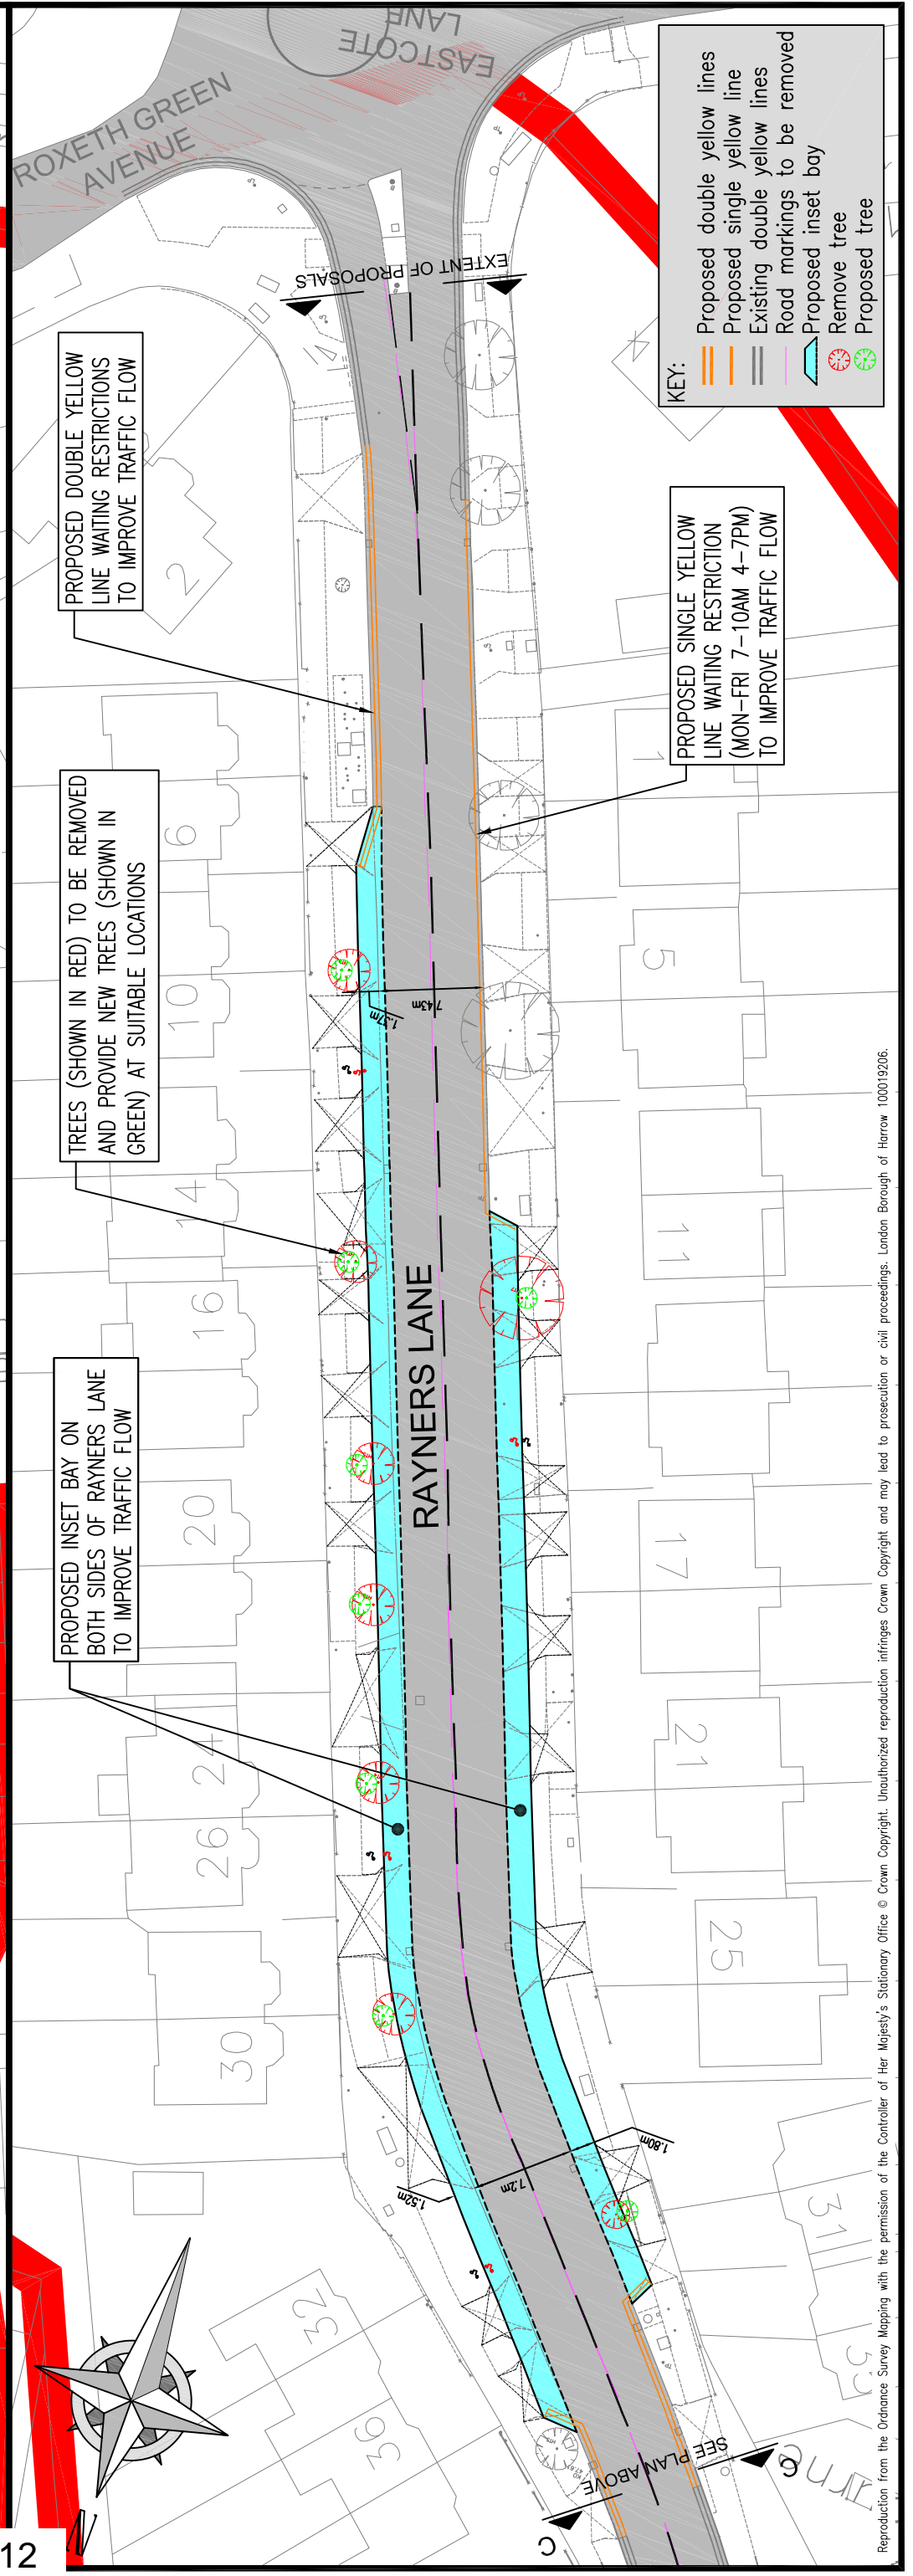 ROXETH GREEN
AVENUE
EASTCOTE
LANE
EXTENT OF PROPOSALS
KEY:
Proposed double yellow lines
Proposed single yellow line
Existing double yellow lines
Road markings to be removed
Proposed inset bay
Remove tree
Proposed tree
PROPOSED DOUBLE YELLOW
LINE WAITING RESTRICTIONS
TO IMPROVE TRAFFIC FLOW
PROPOSED SINGLE YELLOW
LINE WAITING RESTRICTION
(MON-FRI 7-10AM 4-7PM)
TO IMPROVE TRAFFIC FLOW
TREES (SHOWN IN RED) TO BE REMOVED
AND PROVIDE NEW TREES (SHOWN IN
GREEN) AT SUITABLE LOCATIONS
PROPOSED INSET BAY ON
BOTH SIDES OF RAYNERS LANE
TO IMPROVE TRAFFIC FLOW
RAYNERS LANE
2
6
10
14
16
20
24
26
30
32
36
1
5
11
17
21
25
31
1.37m
7.43m
1.52m
7.2m
1.80m
SEE PLAN ABOVE
C
C
N
12
Reproduction from the Ordnance Survey Mapping with the permission of the Controller of Her Majesty's Stationary Office © Crown Copyright. Unauthorized reproduction infringes Crown Copyright and may lead to prosecution or civil proceedings. London Borough of Harrow 100019206.